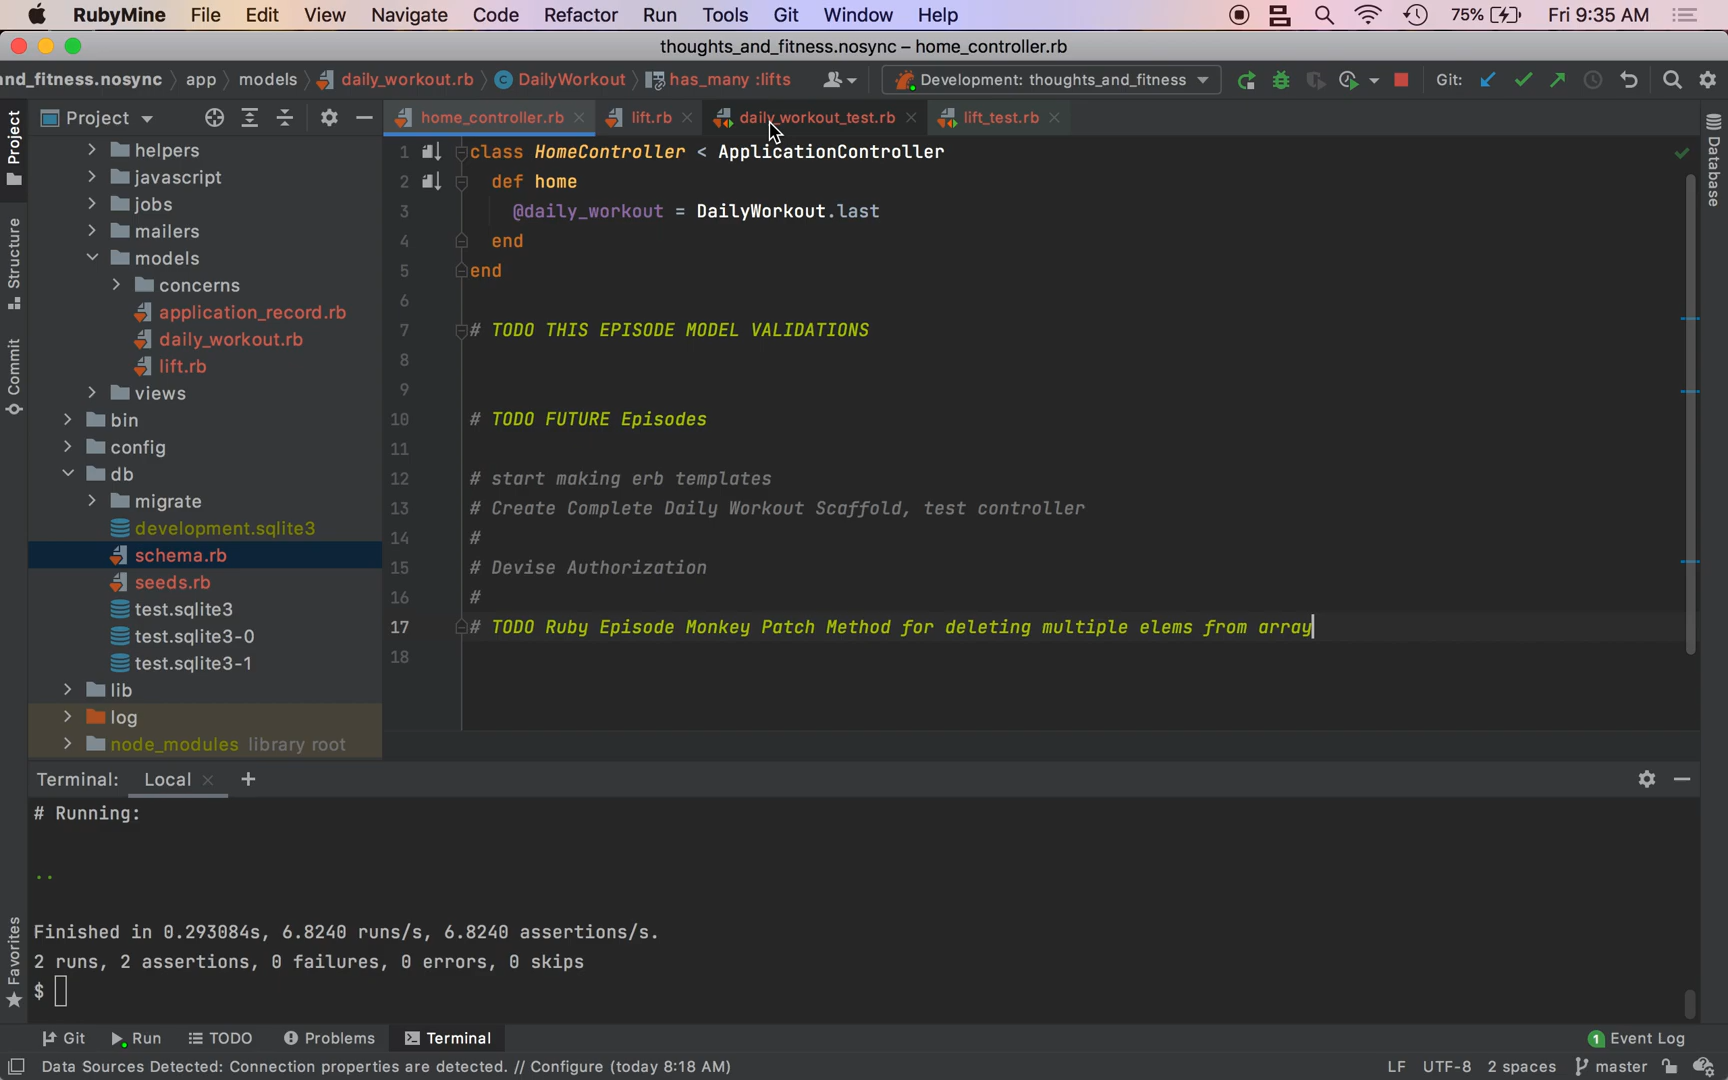 RubyMine File Edit View Navigate Code Refactor Run Tools Git Window Help 75% Fri 9:35 AM
thoughts_and_fitness.nosync – home_controller.rb
nd_fitness.nosync app models daily_workout.rb DailyWorkout has_many :lifts Development: thoughts_and_fitness Git:
Project home_controller.rb lift.rb daily_workout_test.rb lift_test.rb
Project
Structure
Commit
Favorites
Database
helpers
javascript
jobs
mailers
models
concerns
application_record.rb
daily_workout.rb
lift.rb
views
bin
config
db
migrate
development.sqlite3
schema.rb
seeds.rb
test.sqlite3
test.sqlite3-0
test.sqlite3-1
lib
log
node_modules library root
1 class HomeController < ApplicationController
2 def home
3 @daily_workout = DailyWorkout.last
4 end
5 end
6
7 # TODO THIS EPISODE MODEL VALIDATIONS
8
9
10 # TODO FUTURE Episodes
11
12 # start making erb templates
13 # Create Complete Daily Workout Scaffold, test controller
14 #
15 # Devise Authorization
16 #
17 # TODO Ruby Episode Monkey Patch Method for deleting multiple elems from array
18
Terminal: Local
# Running:
..
Finished in 0.293084s, 6.8240 runs/s, 6.8240 assertions/s.
2 runs, 2 assertions, 0 failures, 0 errors, 0 skips
$
Git Run TODO Problems Terminal 1 Event Log
Data Sources Detected: Connection properties are detected. // Configure (today 8:18 AM) LF UTF-8 2 spaces master